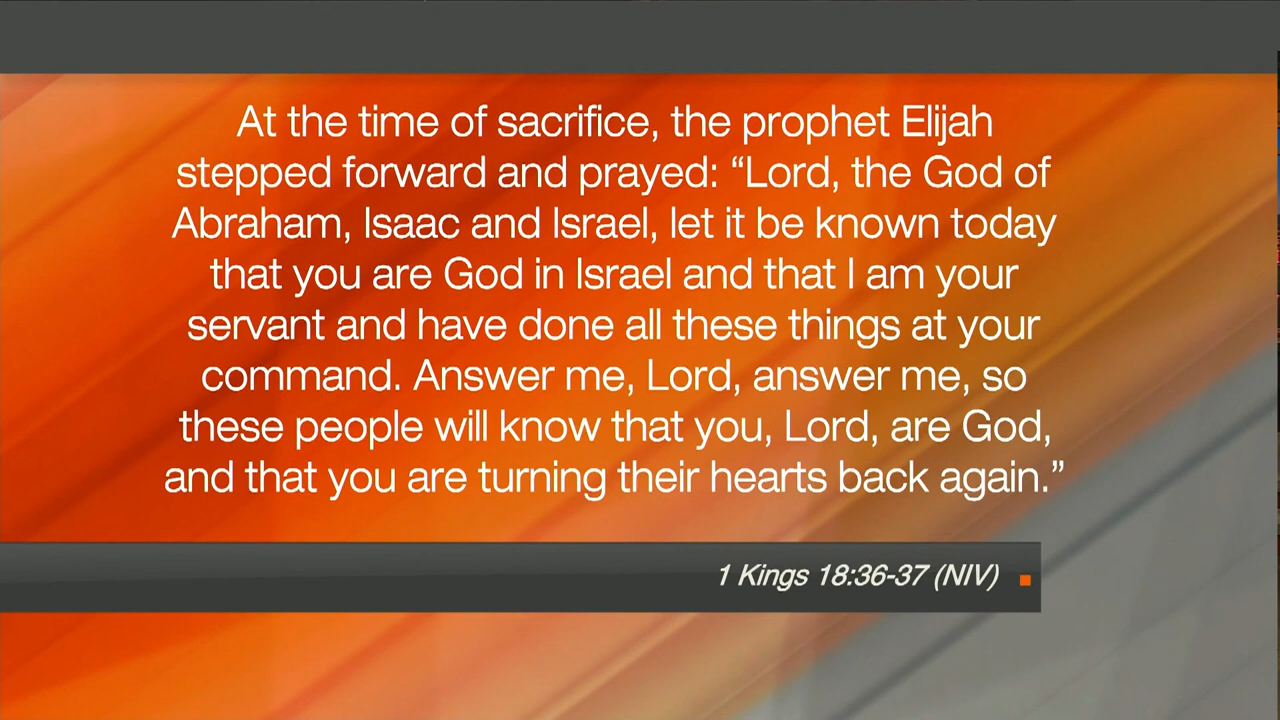 At the time of sacrifice, the prophet Elijah
stepped forward and prayed: “Lord, the God of
Abraham, Isaac and Israel, let it be known today
that you are God in Israel and that I am your
servant and have done all these things at your
command. Answer me, Lord, answer me, so
these people will know that you, Lord, are God,
and that you are turning their hearts back again.”
1 Kings 18:36-37 (NIV)